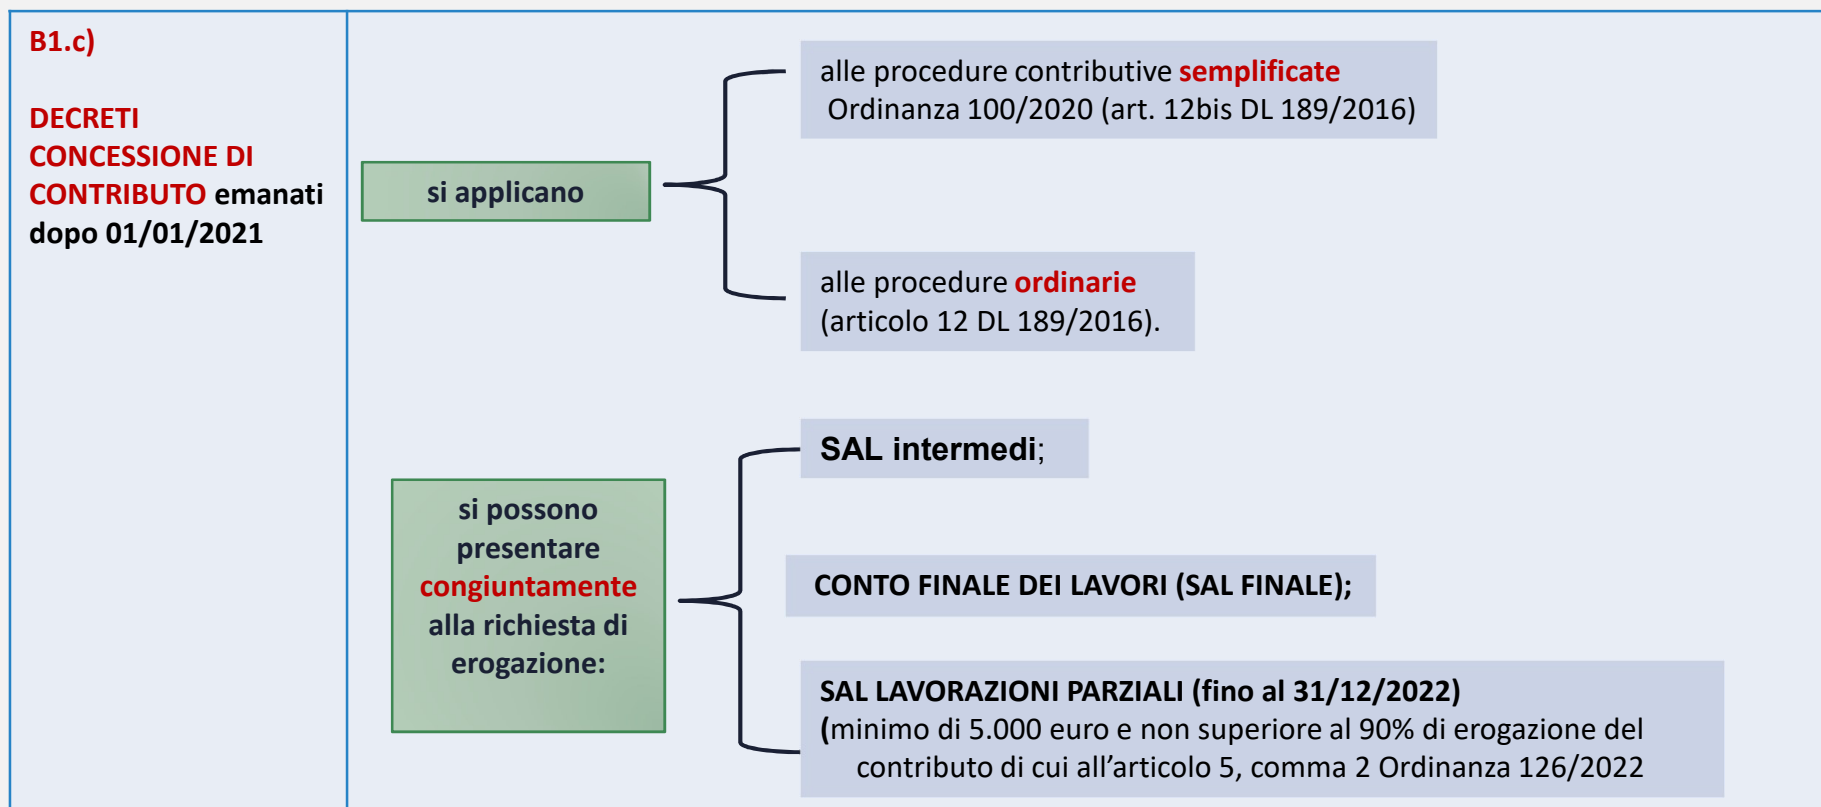 B1.c)
DECRETI
CONCESSIONE DI
CONTRIBUTO emanati
dopo 01/01/2021
si applicano
alle procedure contributive semplificate
Ordinanza 100/2020 (art. 12bis DL 189/2016)
alle procedure ordinarie
(articolo 12 DL 189/2016).
si possono
presentare
congiuntamente
alla richiesta di
erogazione:
SAL intermedi;
CONTO FINALE DEI LAVORI (SAL FINALE);
SAL LAVORAZIONI PARZIALI (fino al 31/12/2022)
(minimo di 5.000 euro e non superiore al 90% di erogazione del
contributo di cui all’articolo 5, comma 2 Ordinanza 126/2022